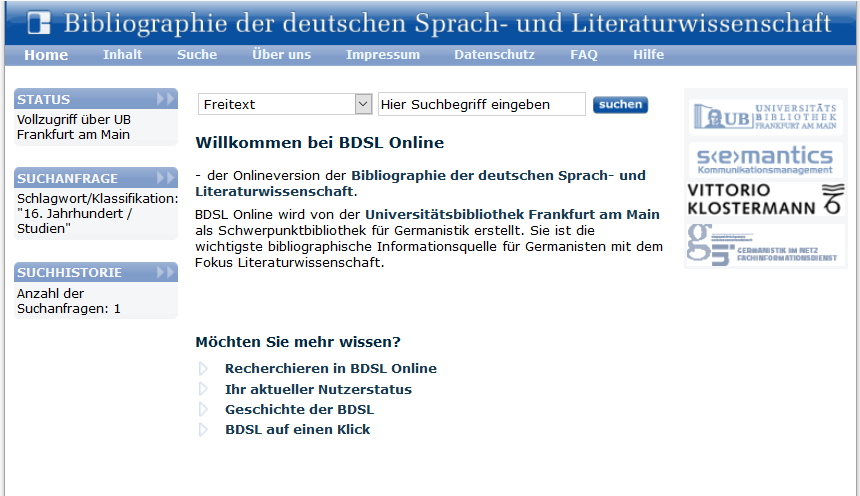 Bibliographie der deutschen Sprach- und Literaturwissenschaft
Home Inhalt Suche Über uns Impressum Datenschutz FAQ Hilfe
STATUS
Vollzugriff über UB
Frankfurt am Main
SUCHANFRAGE
Schlagwort/Klassifikation:
"16. Jahrhundert /
Studien"
SUCHHISTORIE
Anzahl der
Suchanfragen: 1
Freitext Hier Suchbegriff eingeben suchen
Willkommen bei BDSL Online
- der Onlineversion der Bibliographie der deutschen Sprach- und
Literaturwissenschaft.
BDSL Online wird von der Universitätsbibliothek Frankfurt am Main
als Schwerpunktbibliothek für Germanistik erstellt. Sie ist die
wichtigste bibliographische Informationsquelle für Germanisten mit dem
Fokus Literaturwissenschaft.
Möchten Sie mehr wissen?
Recherchieren in BDSL Online
Ihr aktueller Nutzerstatus
Geschichte der BDSL
BDSL auf einen Klick
UB UNIVERSITÄTS
BIBLIOTHEK
FRANKFURT AM MAIN
s<e>mantics
Kommunikationsmanagement
VITTORIO
KLOSTERMANN
GERMANISTIK IM NETZ
FACHINFORMATIONSDIENST